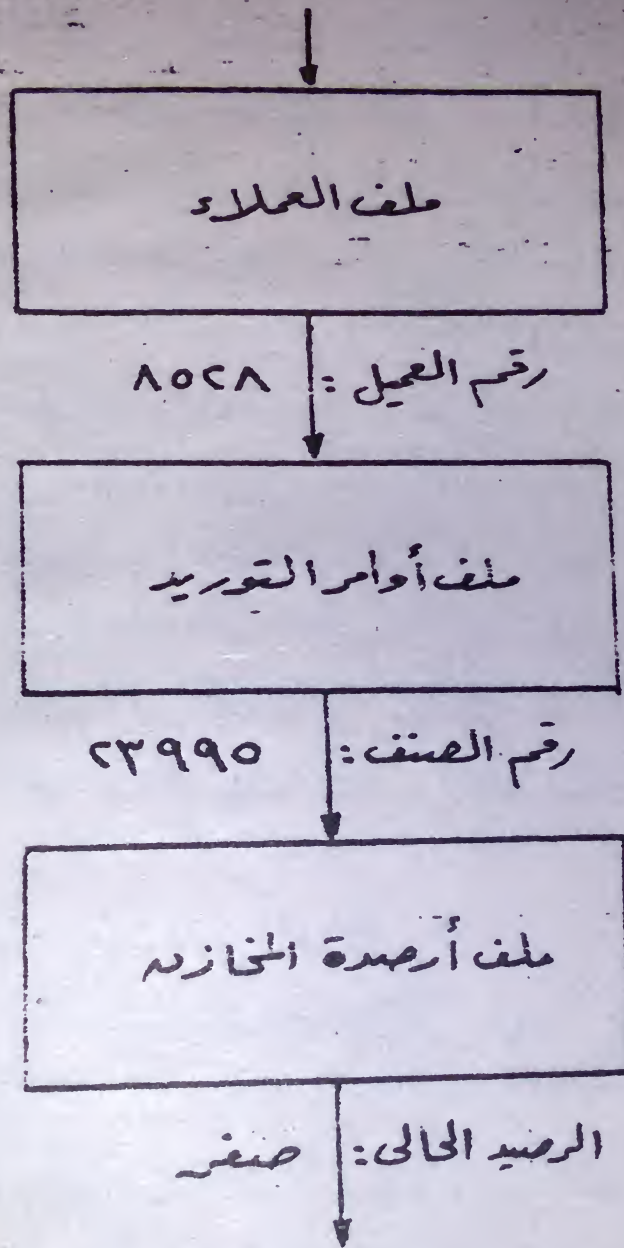 ملف العملاء
رقم العميل: ٨٥٢٨
ملف أوامر التوريد
رقم الصنف: ٢٣٩٩٥
ملف أرصدة المخازن
الرصيد الحالى: صفر